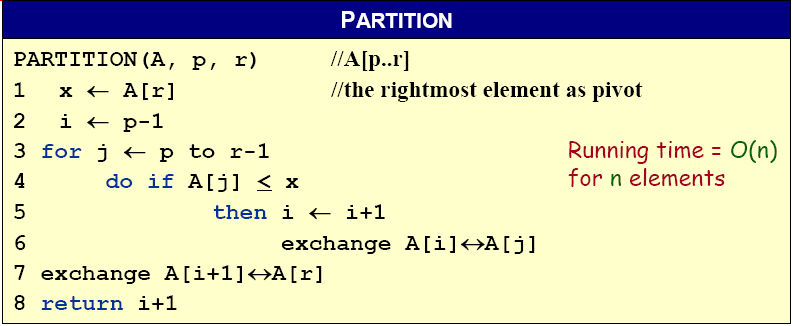 PARTITION
PARTITION(A, p, r) //A[p..r]
1 x ← A[r] //the rightmost element as pivot
2 i ← p-1
3 for j ← p to r-1
4 do if A[j] ≤ x
5 then i ← i+1
6 exchange A[i]↔A[j]
7 exchange A[i+1]↔A[r]
8 return i+1
Running time = O(n)
for n elements